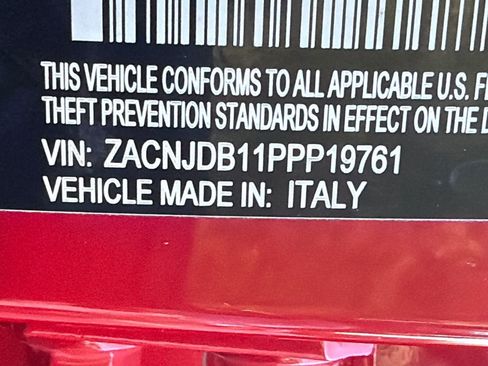 THIS VEHICLE CONFORMS TO ALL APPLICABLE U.S.
THEFT PREVENTION STANDARDS IN EFFECT ON THE
VIN: ZACNJDB11PPP19761
VEHICLE MADE IN: ITALY